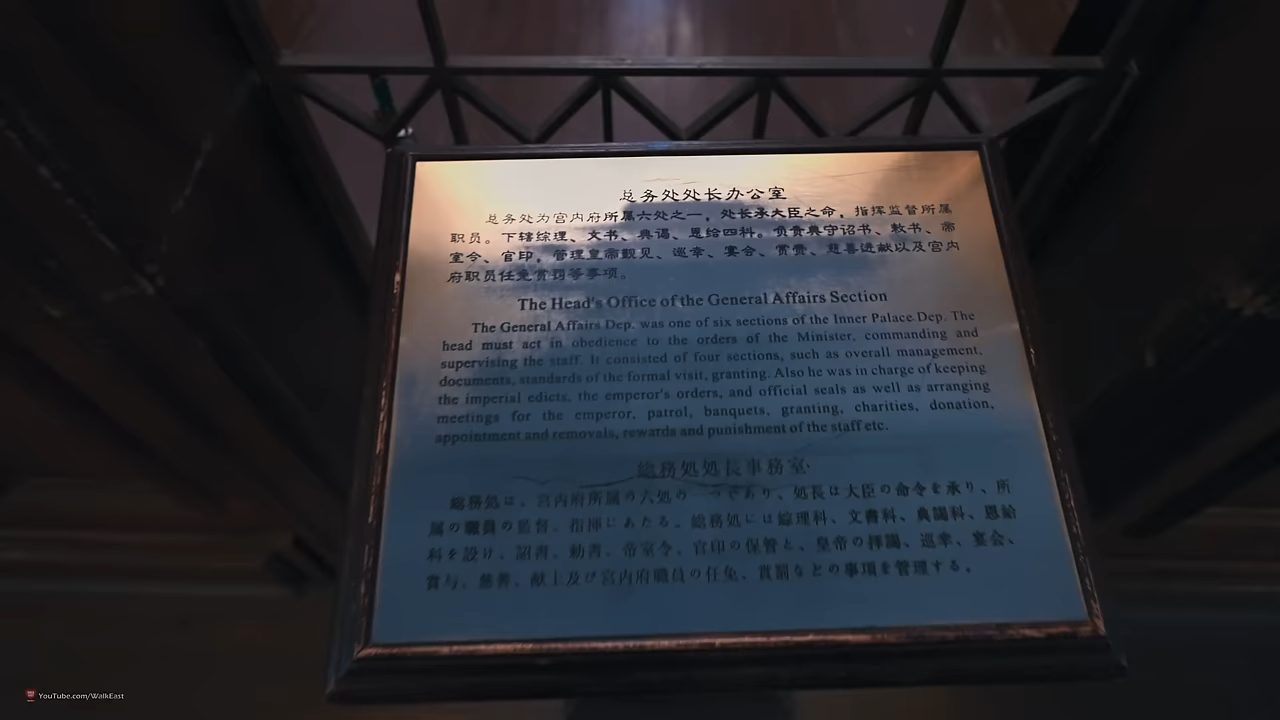 总务处处长办公室
总务处为宫内府所属六处之一，处长承大臣之命，指挥监督所属
职员。下辖综理、文书、典谒、恩给四科。负责典守诏书、敕书、帝
室令、官印，管理皇帝觐见、巡幸、宴会、赏赉、慈善进献以及宫内
府职员任免赏罚等事项。
The Head's Office of the General Affairs Section
The General Affairs Dep. was one of six sections of the Inner Palace Dep. The
head must act in obedience to the orders of the Minister, commanding and
supervising the staff. It consisted of four sections, such as overall management,
documents, standards of the formal visit, granting. Also he was in charge of keeping
the imperial edicts, the emperor's orders, and official seals as well as arranging
meetings for the emperor, patrol, banquets, granting, charities, donation,
appointment and removals, rewards and punishment of the staff etc.
総務処処長事務室
総務処は、宮内府所属の六処の一つであり、処長は大臣の命令を承り、所
属の職員の監督、指揮にあたる。総務処には綜理科、文書科、典謁科、恩給
科を設け、詔書、勅書、帝室令、官印の保管と、皇帝の拝謁、巡幸、宴会、
賞与、慈善、献上及び宮内府職員の任免、賞罰などの事項を管理する。
YouTube.com/WalkEast